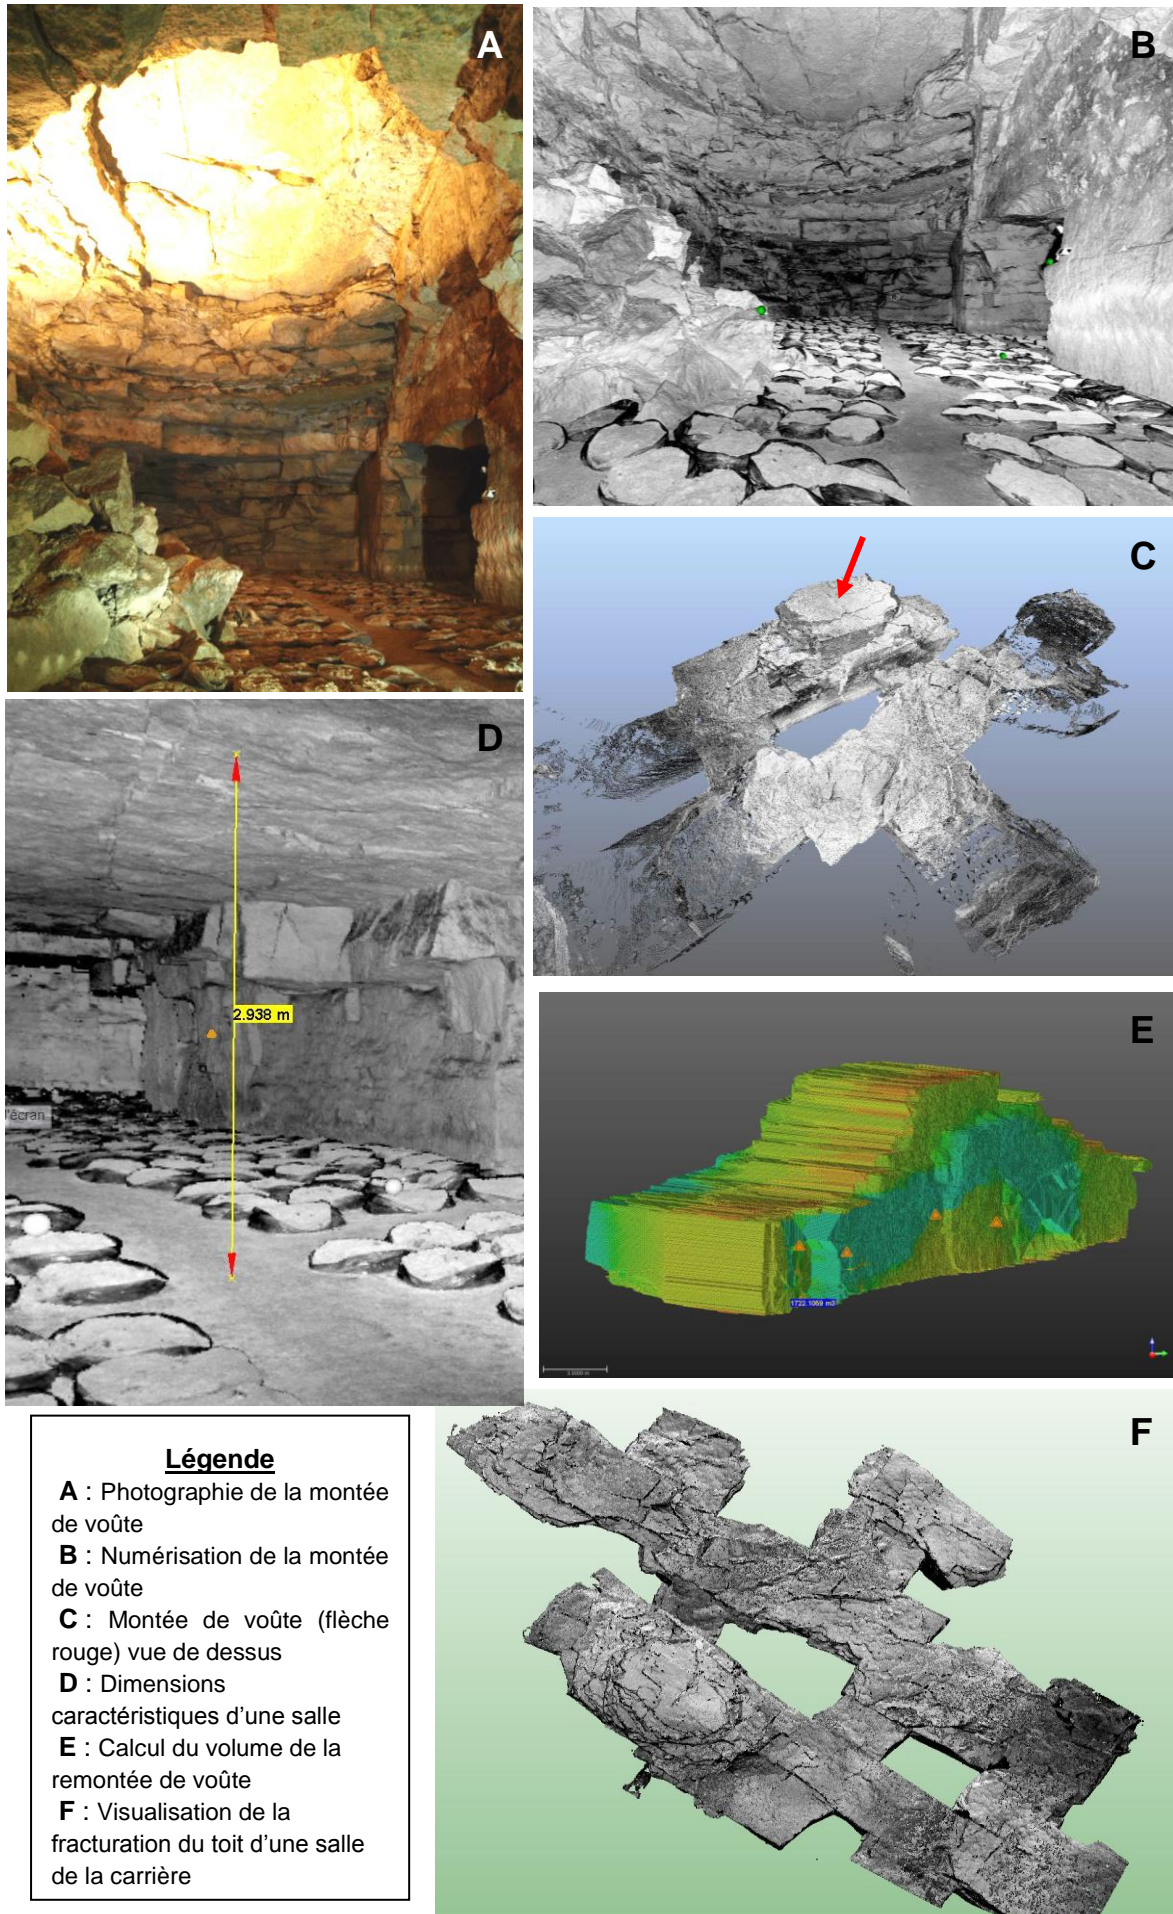 A
B
C
D
2.938 m
l'écran
E
1722.1069 m3
F
Légende
A : Photographie de la montée
de voûte
B : Numérisation de la montée
de voûte
C : Montée de voûte (flèche
rouge) vue de dessus
D : Dimensions
caractéristiques d'une salle
E : Calcul du volume de la
remontée de voûte
F : Visualisation de la
fracturation du toit d'une salle
de la carrière